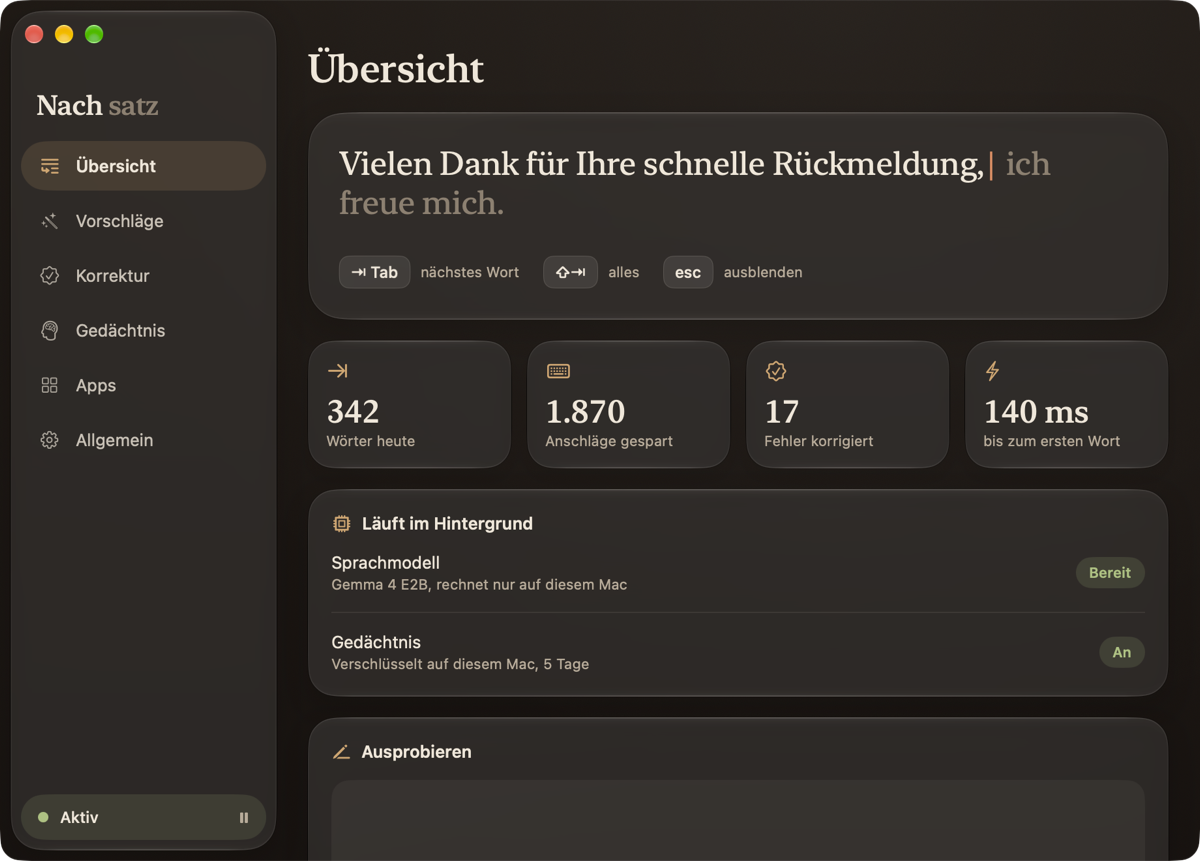 Nach satz
Übersicht
Vorschläge
Korrektur
Gedächtnis
Apps
Allgemein
Aktiv
Übersicht
Vielen Dank für Ihre schnelle Rückmeldung, ich
freue mich.
⇥ Tab nächstes Wort ⇧⇥ alles esc ausblenden
342
Wörter heute
1.870
Anschläge gespart
17
Fehler korrigiert
140 ms
bis zum ersten Wort
Läuft im Hintergrund
Sprachmodell
Gemma 4 E2B, rechnet nur auf diesem Mac
Bereit
Gedächtnis
Verschlüsselt auf diesem Mac, 5 Tage
An
Ausprobieren